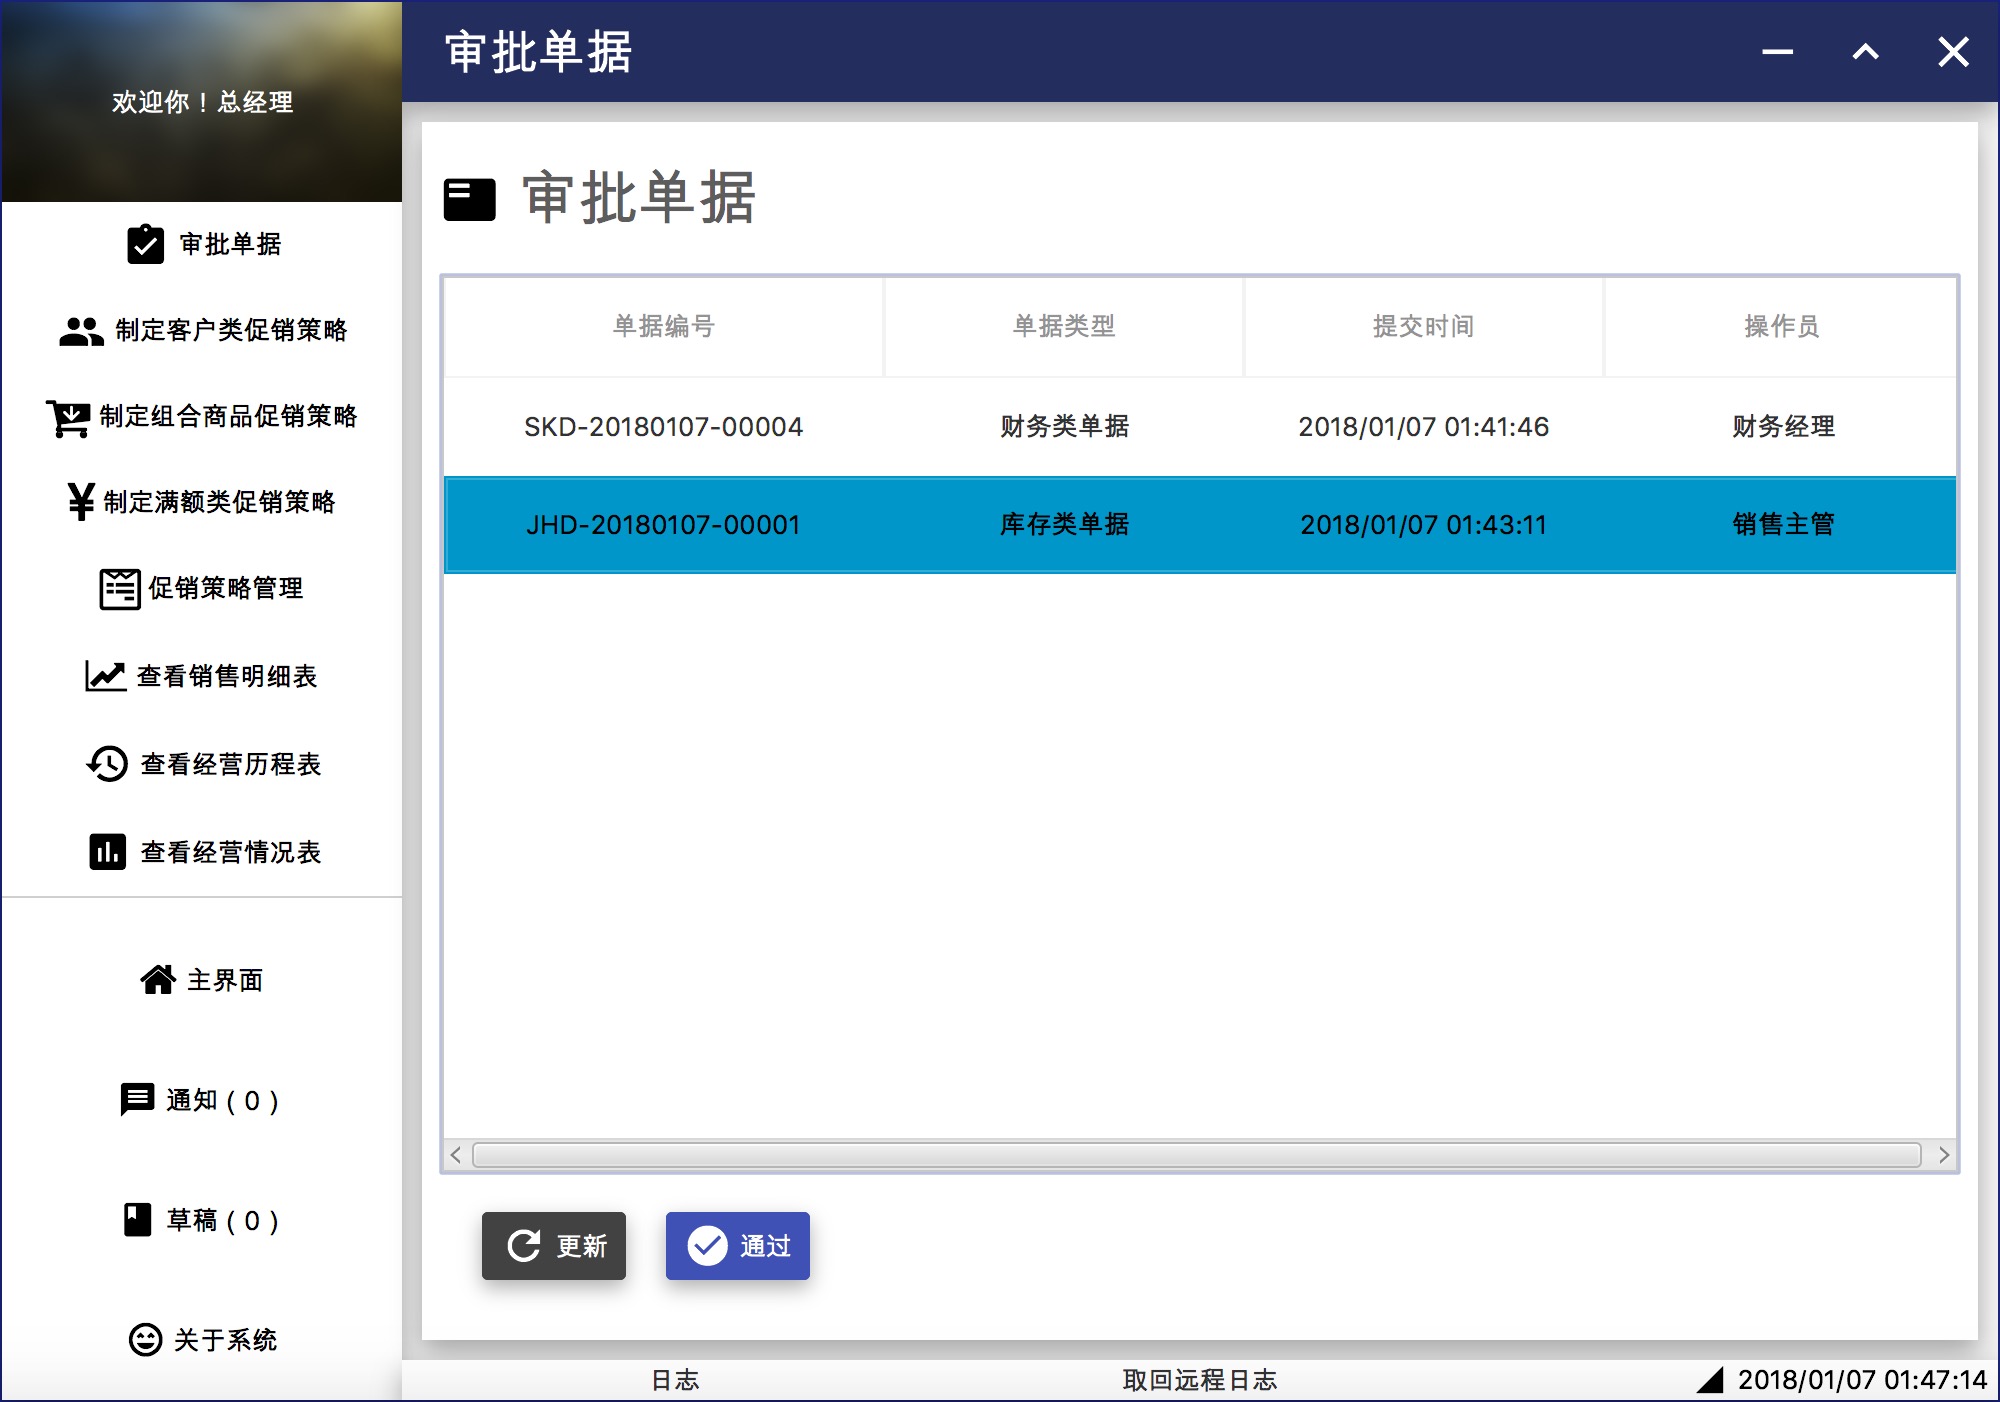 欢迎你！总经理
审批单据
制定客户类促销策略
制定组合商品促销策略
¥ 制定满额类促销策略
促销策略管理
查看销售明细表
查看经营历程表
查看经营情况表
主界面
通知 ( 0 )
草稿 ( 0 )
关于系统
审批单据
审批单据
单据编号 单据类型 提交时间 操作员
SKD-20180107-00004 财务类单据 2018/01/07 01:41:46 财务经理
JHD-20180107-00001 库存类单据 2018/01/07 01:43:11 销售主管
更新 通过
日志 取回远程日志 2018/01/07 01:47:14